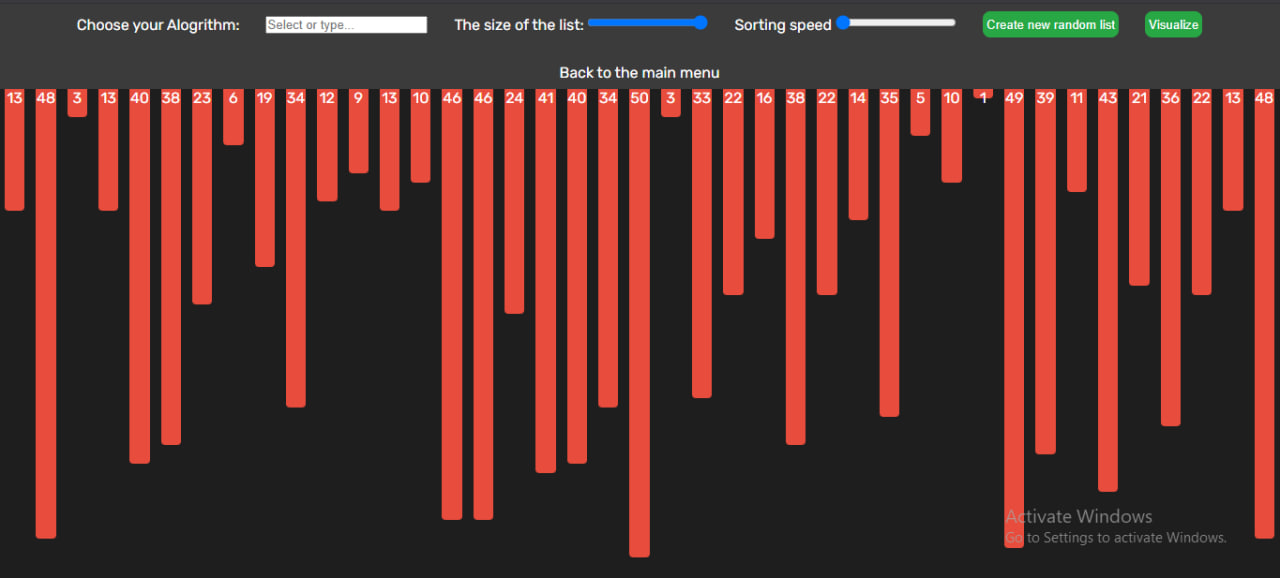 Choose your Alogrithm: Select or type... The size of the list: Sorting speed Create new random list Visualize
Back to the main menu
13 48 3 13 40 38 23 6 19 34 12 9 13 10 46 46 24 41 40 34 50 3 33 22 16 38 22 14 35 5 10 1 49 39 11 43 21 36 22 13 48
Activate Windows
Go to Settings to activate Windows.